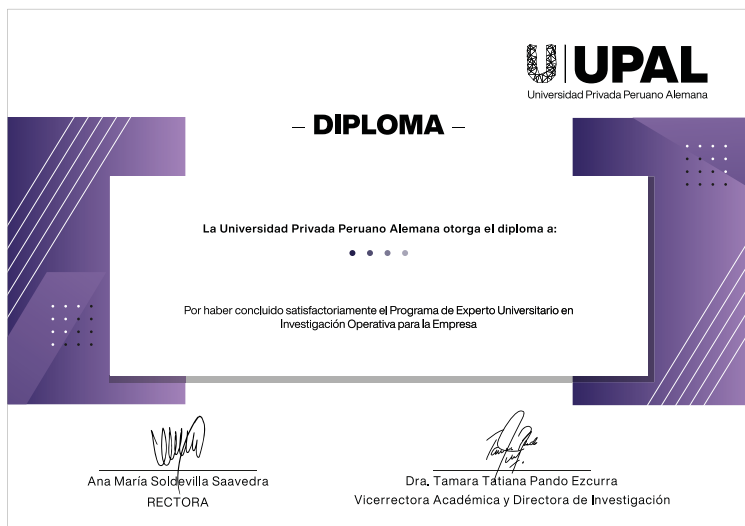 UPAL
Universidad Privada Peruano Alemana
– DIPLOMA –
La Universidad Privada Peruano Alemana otorga el diploma a:
Por haber concluido satisfactoriamente el Programa de Experto Universitario en
Investigación Operativa para la Empresa
Ana María Soldevilla Saavedra
RECTORA
Dra. Tamara Tatiana Pando Ezcurra
Vicerrectora Académica y Directora de Investigación